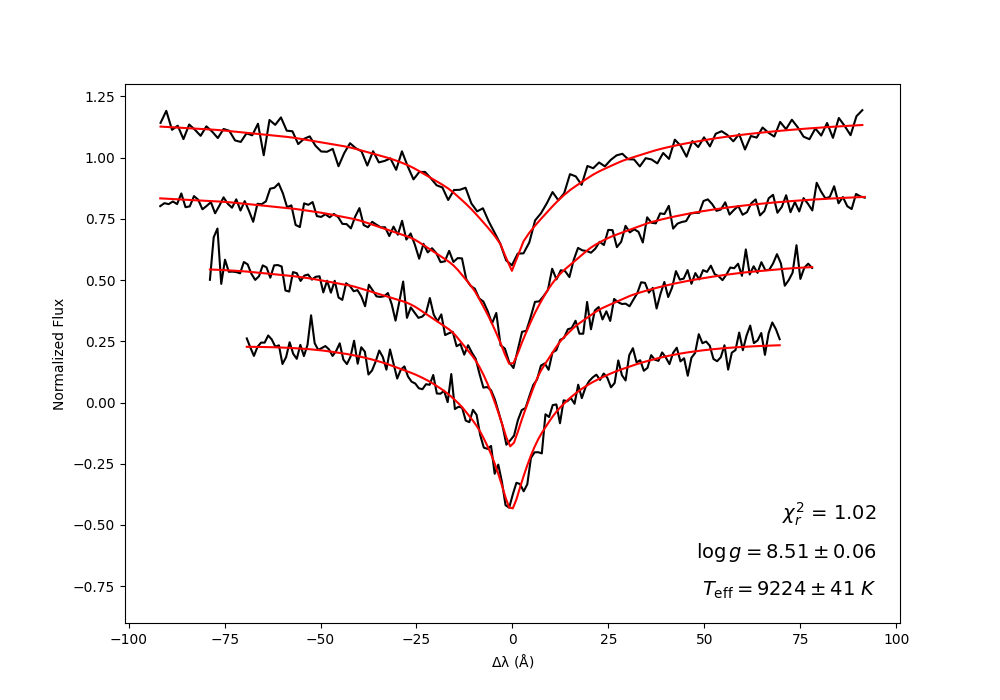 1.25
1.00
0.75
0.50
0.25
0.00
−0.25
−0.50
−0.75
Normalized Flux
χ²ᵣ = 1.02
log g = 8.51 ± 0.06
T_eff = 9224 ± 41 K
−100 −75 −50 −25 0 25 50 75 100
Δλ (Å)